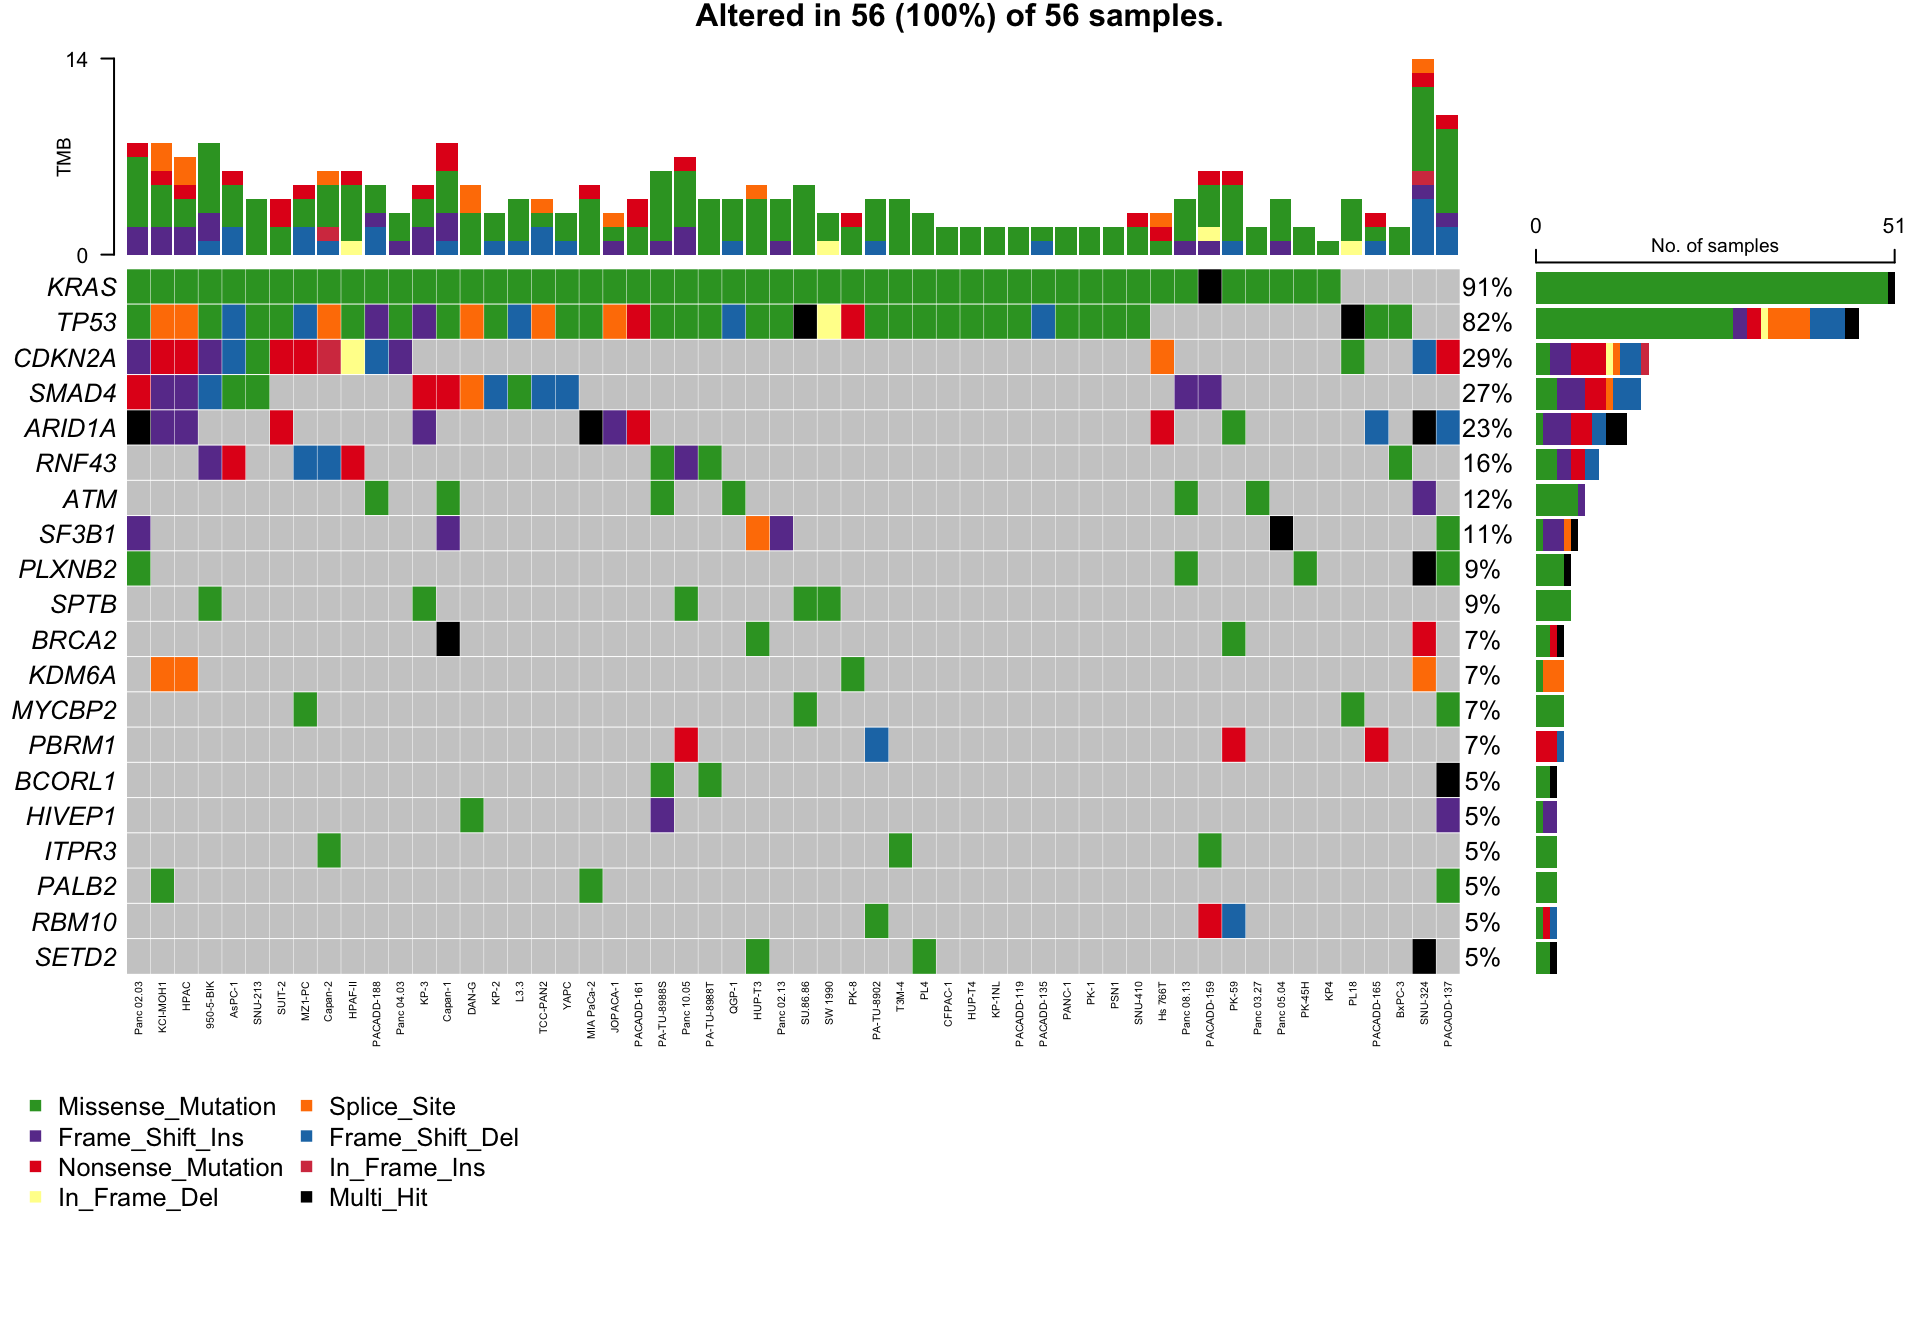 Altered in 56 (100%) of 56 samples.
14
TMB
0
0
51
No. of samples
KRAS 91%
TP53 82%
CDKN2A 29%
SMAD4 27%
ARID1A 23%
RNF43 16%
ATM 12%
SF3B1 11%
PLXNB2 9%
SPTB 9%
BRCA2 7%
KDM6A 7%
MYCBP2 7%
PBRM1 7%
BCORL1 5%
HIVEP1 5%
ITPR3 5%
PALB2 5%
RBM10 5%
SETD2 5%
Panc 02.03
KCI-MOH1
HPAC
950-5-BIK
AsPC-1
SNU-213
SUIT-2
MZ1-PC
Capan-2
HPAF-II
PACADD-188
Panc 04.03
KP-3
Capan-1
DAN-G
KP-2
L3.3
TCC-PAN2
YAPC
MIA PaCa-2
JOPACA-1
PACADD-161
PA-TU-8988S
Panc 10.05
PA-TU-8988T
QGP-1
HUP-T3
Panc 02.13
SU.86.86
SW 1990
PK-8
PA-TU-8902
T3M-4
PL4
CFPAC-1
HUP-T4
KP-1NL
PACADD-119
PACADD-135
PANC-1
PK-1
PSN1
SNU-410
Hs 766T
Panc 08.13
PACADD-159
PK-59
Panc 03.27
Panc 05.04
PK-45H
KP4
PL18
PACADD-165
BxPC-3
SNU-324
PACADD-137
Missense_Mutation Splice_Site
Frame_Shift_Ins Frame_Shift_Del
Nonsense_Mutation In_Frame_Ins
In_Frame_Del Multi_Hit